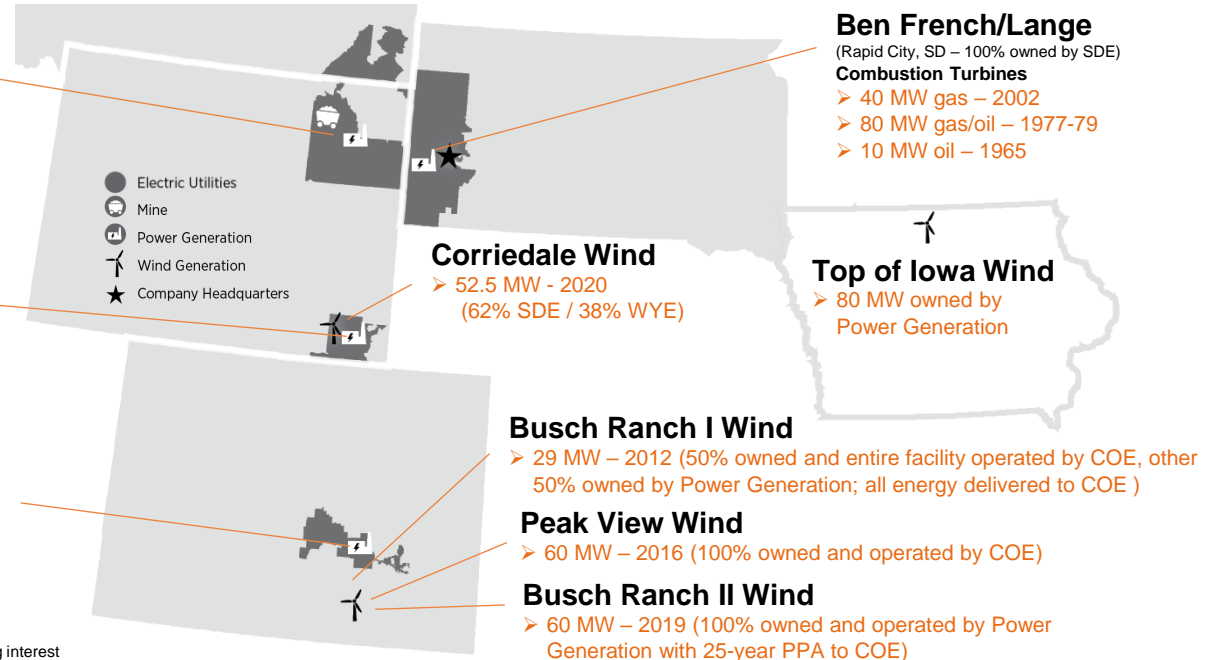 Ben French/Lange
(Rapid City, SD – 100% owned by SDE)
Combustion Turbines
➢ 40 MW gas – 2002
➢ 80 MW gas/oil – 1977-79
➢ 10 MW oil – 1965
Electric Utilities
Mine
Power Generation
Wind Generation
Company Headquarters
Corriedale Wind
➢ 52.5 MW - 2020
(62% SDE / 38% WYE)
Top of Iowa Wind
➢ 80 MW owned by
Power Generation
Busch Ranch I Wind
➢ 29 MW – 2012 (50% owned and entire facility operated by COE, other
50% owned by Power Generation; all energy delivered to COE )
Peak View Wind
➢ 60 MW – 2016 (100% owned and operated by COE)
Busch Ranch II Wind
➢ 60 MW – 2019 (100% owned and operated by Power
Generation with 25-year PPA to COE)
interest